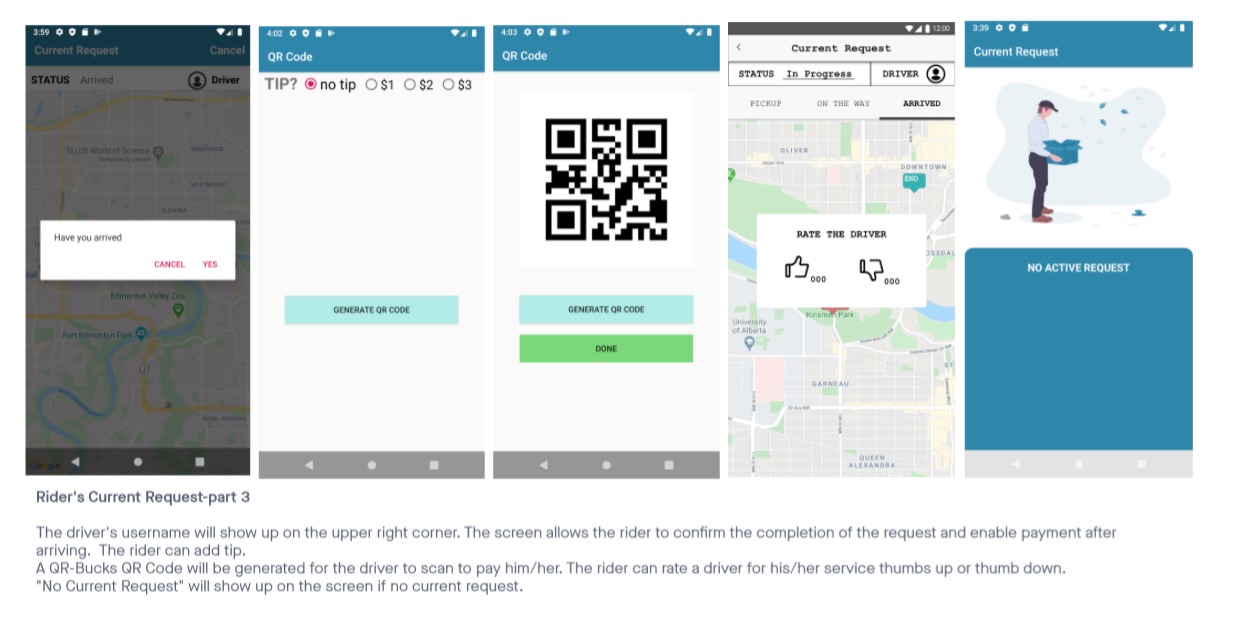 3:59
Current Request Cancel
STATUS Arrived Driver
TELUS World of Science
Temporarily closed
INGLEWOOD
WESTMOUNT
GLENORA
Have you arrived
CANCEL YES
Edmonton Valley Zoo
Fort Edmonton Park
2
ROYAL GARDENS
Google
4:02
QR Code
TIP? no tip $1 $2 $3
GENERATE QR CODE
4:03
QR Code
GENERATE QR CODE
DONE
12:00
Current Request
STATUS In Progress DRIVER
PICKUP ON THE WAY ARRIVED
OLIVER
Jasper Ave
DOWNTOWN
END
RATE THE DRIVER
000 000
ROSSDAL
Kinsmen Park
University
of Alberta
GARNEAU
82 Ave NW
QUEEN
ALEXANDRA
3:39
Current Request
NO ACTIVE REQUEST
Rider's Current Request-part 3
The driver's username will show up on the upper right corner. The screen allows the rider to confirm the completion of the request and enable payment after
arriving. The rider can add tip.
A QR-Bucks QR Code will be generated for the driver to scan to pay him/her. The rider can rate a driver for his/her service thumbs up or thumb down.
"No Current Request" will show up on the screen if no current request.